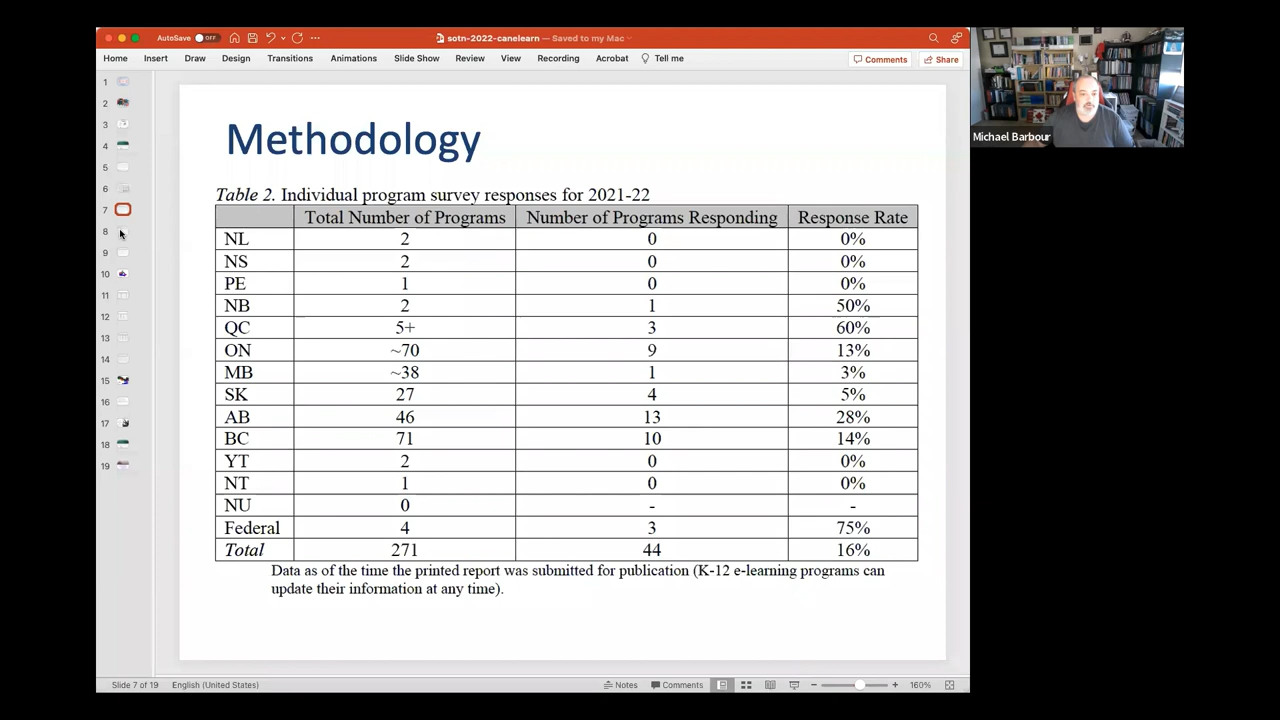 AutoSave OFF
sotn-2022-canelearn — Saved to my Mac
Home Insert Draw Design Transitions Animations Slide Show Review View Recording Acrobat Tell me
Comments Share
1
2
3
4
5
6
7
8
9
10
11
12
13
14
15
16
17
18
19
Methodology
Table 2. Individual program survey responses for 2021-22
Total Number of Programs Number of Programs Responding Response Rate
NL 2 0 0%
NS 2 0 0%
PE 1 0 0%
NB 2 1 50%
QC 5+ 3 60%
ON ~70 9 13%
MB ~38 1 3%
SK 27 4 5%
AB 46 13 28%
BC 71 10 14%
YT 2 0 0%
NT 1 0 0%
NU 0 - -
Federal 4 3 75%
Total 271 44 16%
Data as of the time the printed report was submitted for publication (K-12 e-learning programs can
update their information at any time).
Slide 7 of 19 English (United States)
Notes Comments 160%
Michael Barbour